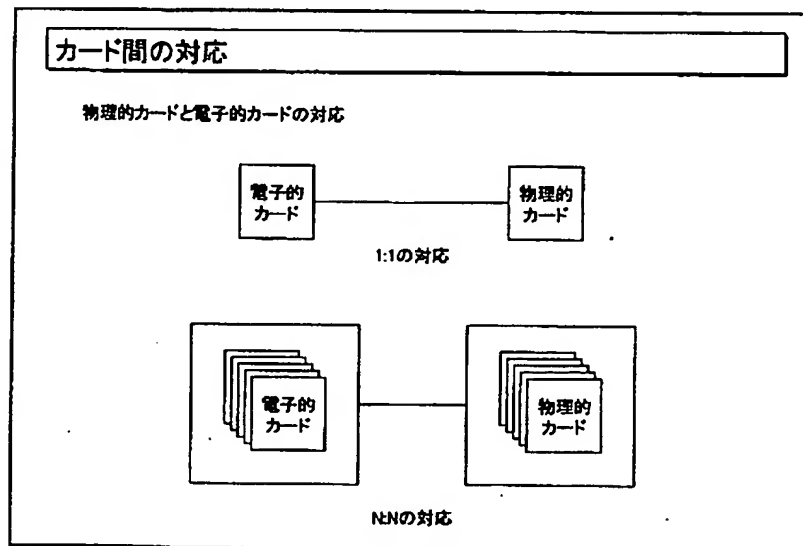 カード間の対応
物理的カードと電子的カードの対応
電子的
カード
物理的
カード
1:1の対応
電子的
カード
物理的
カード
N:Nの対応